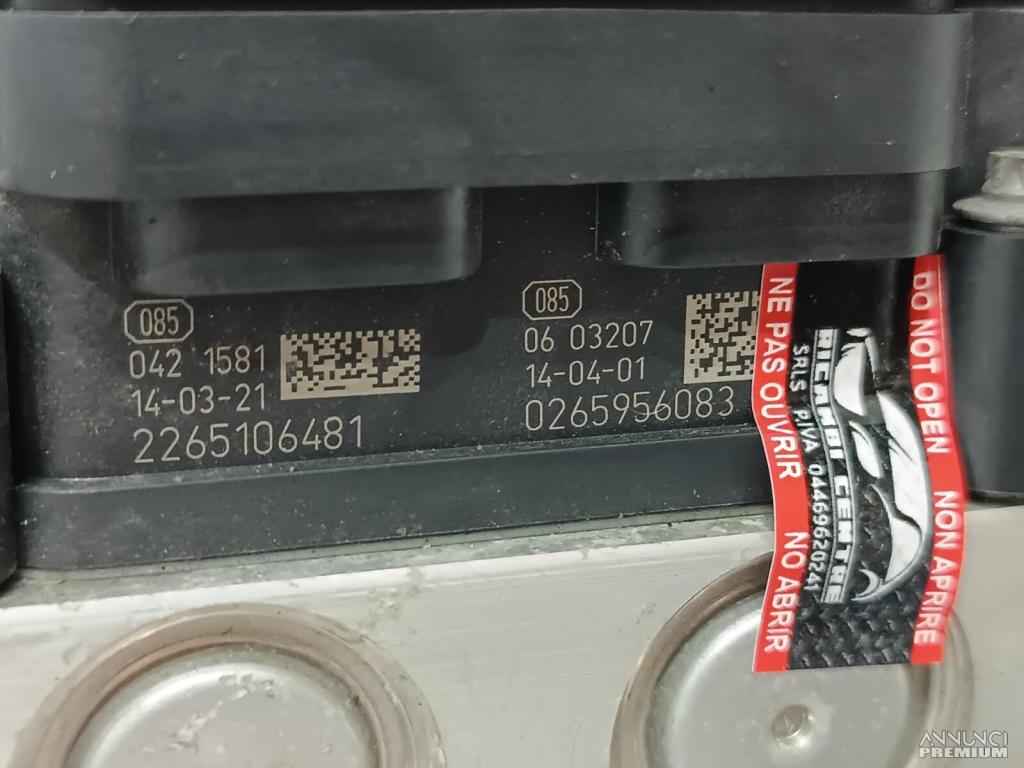 085
042 1581
14-03-21
2265106481
085
06 03207
14-04-01
0265956083
NE PAS OUVRIR
NO ABRIR
SRLS P.IVA 04469620241
RICAMBI CENTRE
DO NOT OPEN
NON APRIRE
ANNUNCI
PREMIUM